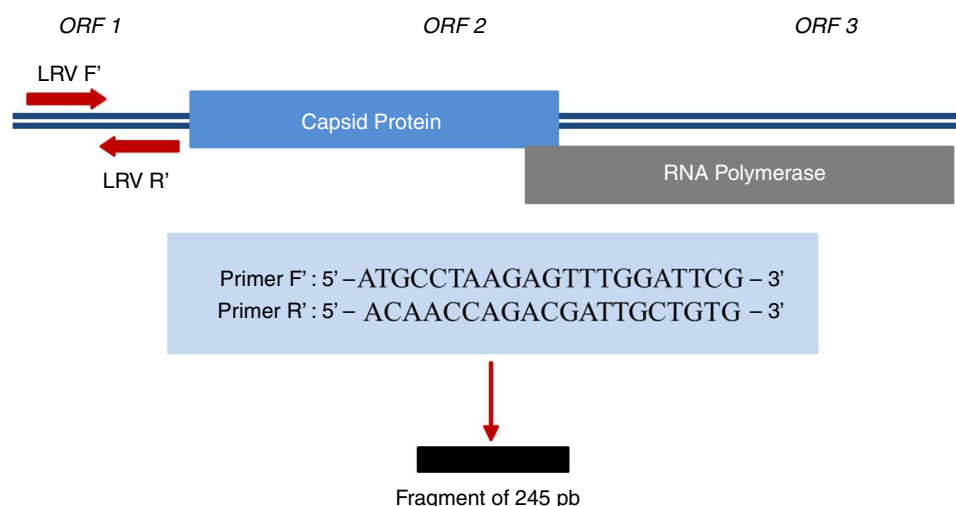 ORF 1 ORF 2 ORF 3
LRV F’
Capsid Protein
LRV R’
RNA Polymerase
Primer F’ : 5’ –ATGCCTAAGAGTTTGGATTCG – 3’
Primer R’ : 5’ – ACAACCAGACGATTGCTGTG – 3’
Fragment of 245 pb